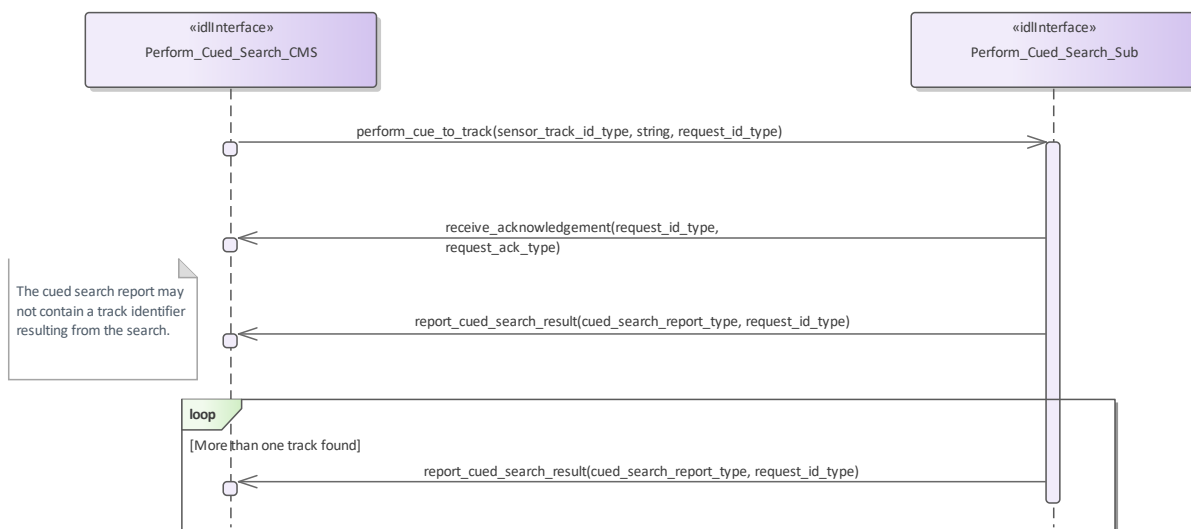 «idlInterface»
Perform_Cued_Search_CMS
«idlInterface»
Perform_Cued_Search_Sub
perform_cue_to_track(sensor_track_id_type, string, request_id_type)
receive_acknowledgement(request_id_type,
request_ack_type)
The cued search report may
not contain a track identifier
resulting from the search.
report_cued_search_result(cued_search_report_type, request_id_type)
loop
[More than one track found]
report_cued_search_result(cued_search_report_type, request_id_type)